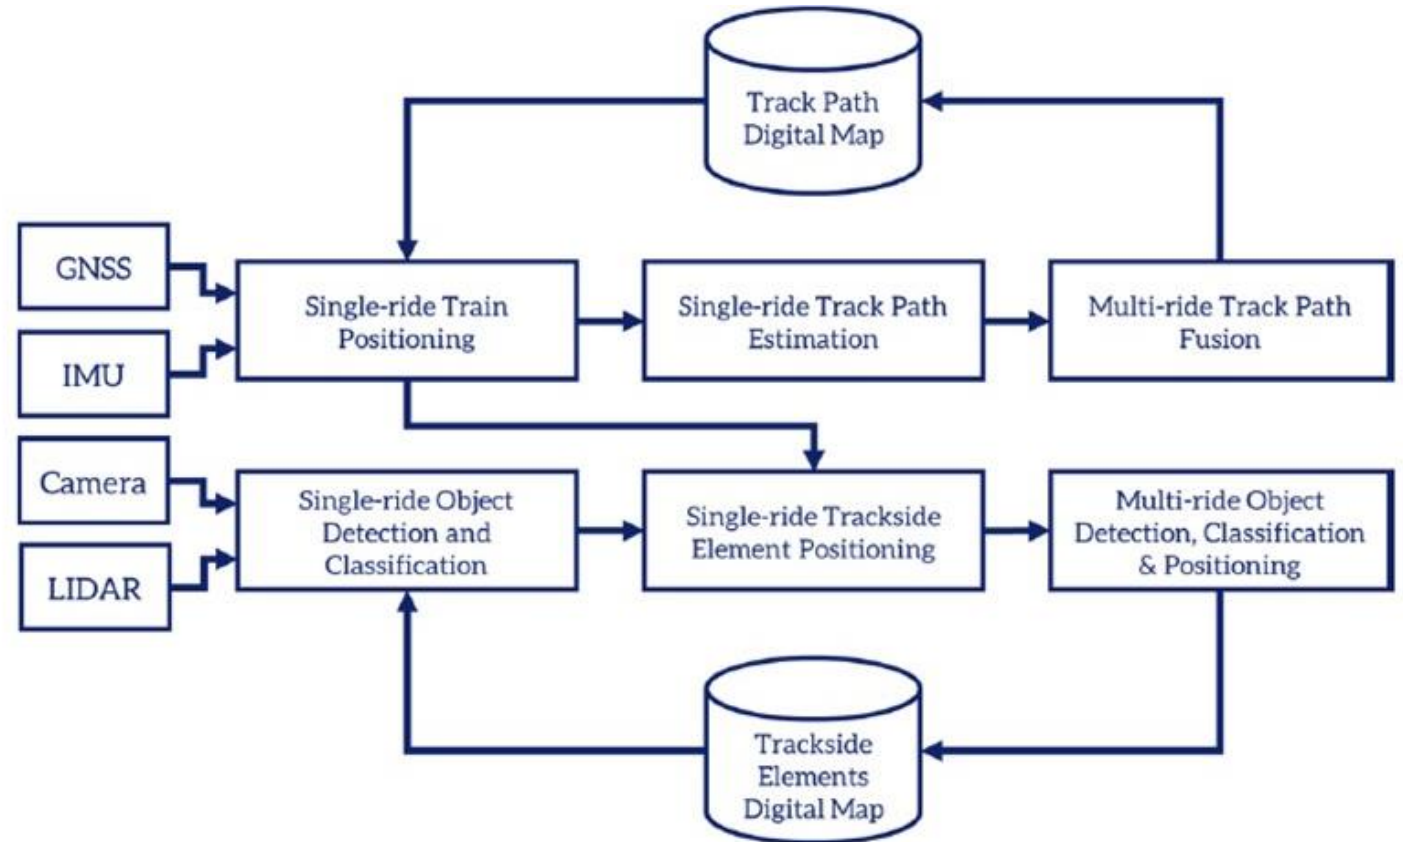 Track Path
Digital Map
GNSS
IMU
Camera
LIDAR
Single-ride Train
Positioning
Single-ride Track Path
Estimation
Multi-ride Track Path
Fusion
Single-ride Object
Detection and
Classification
Single-ride Trackside
Element Positioning
Multi-ride Object
Detection, Classification
& Positioning
Trackside
Elements
Digital Map